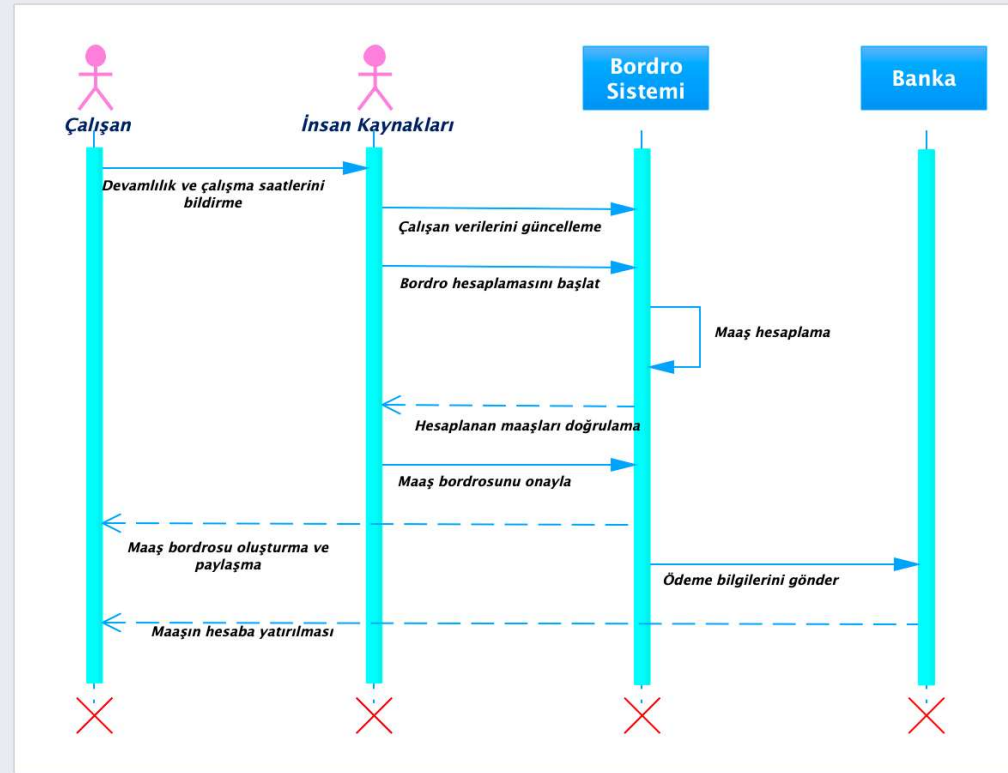 Çalışan
İnsan Kaynakları
Bordro
Sistemi
Banka
Devamlılık ve çalışma saatlerini
bildirme
Çalışan verilerini güncelleme
Bordro hesaplamasını başlat
Maaş hesaplama
Hesaplanan maaşları doğrulama
Maaş bordrosunu onayla
Maaş bordrosu oluşturma ve
paylaşma
Ödeme bilgilerini gönder
Maaşın hesaba yatırılması